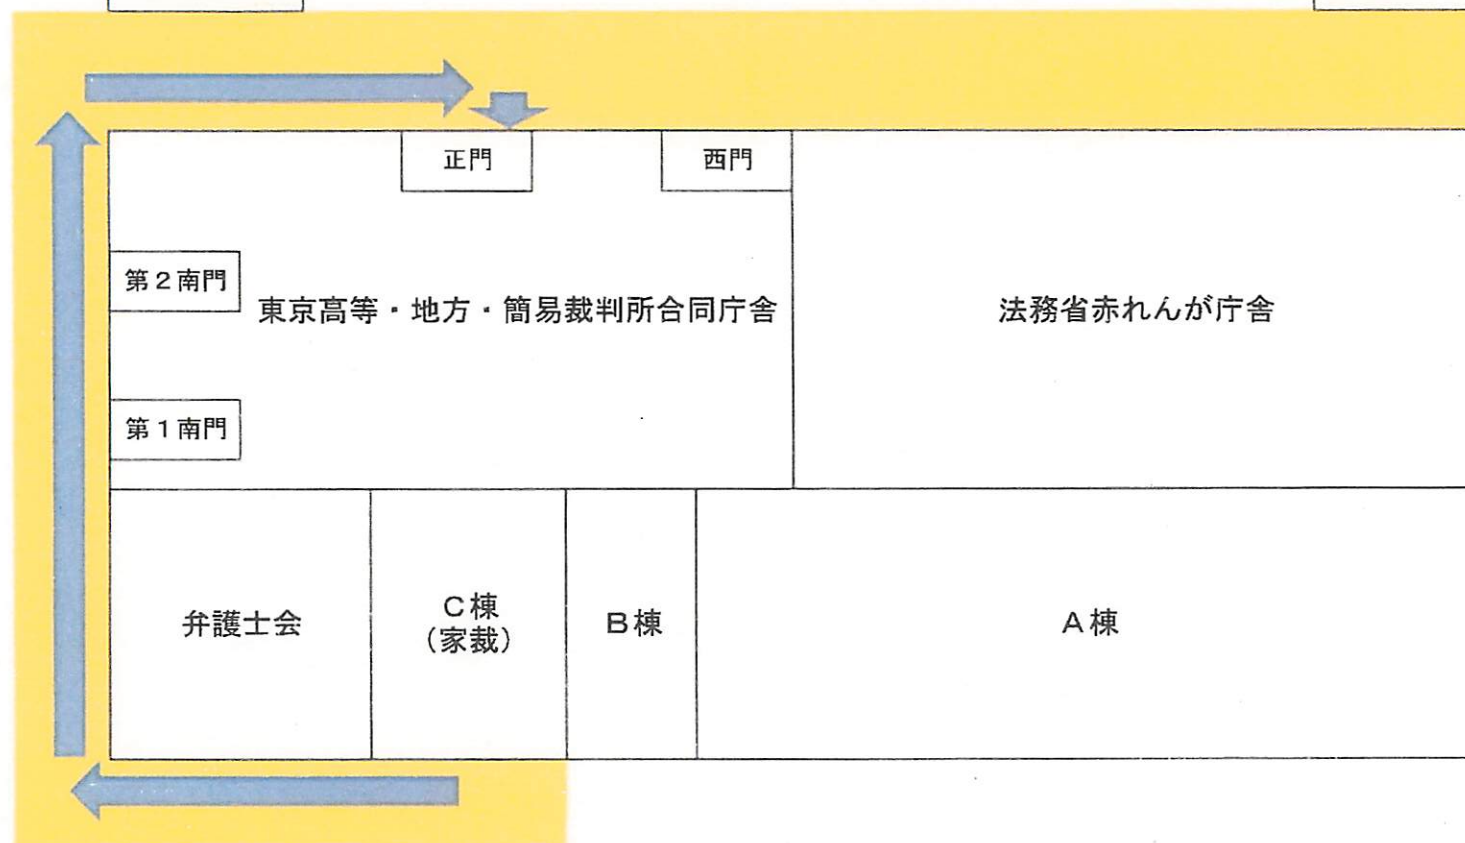 正門
西門
第２南門
東京高等・地方・簡易裁判所合同庁舎
法務省赤れんが庁舎
第１南門
弁護士会
Ｃ棟
（家裁）
Ｂ棟
Ａ棟